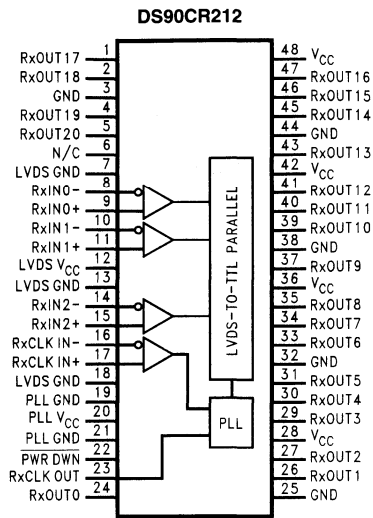 DS90CR212
RxOUT17 1 48 VCC
RxOUT18 2 47 RxOUT16
GND 3 46 RxOUT15
RxOUT19 4 45 RxOUT14
RxOUT20 5 44 GND
N/C 6 43 RxOUT13
LVDS GND 7 42 VCC
RxIN0- 8 41 RxOUT12
RxIN0+ 9 40 RxOUT11
RxIN1- 10 39 RxOUT10
RxIN1+ 11 38 GND
LVDS VCC 12 37 RxOUT9
LVDS GND 13 36 VCC
RxIN2- 14 35 RxOUT8
RxIN2+ 15 34 RxOUT7
RxCLK IN- 16 33 RxOUT6
RxCLK IN+ 17 32 GND
LVDS GND 18 31 RxOUT5
PLL GND 19 30 RxOUT4
PLL VCC 20 29 RxOUT3
PLL GND 21 28 VCC
PWR DWN 22 27 RxOUT2
RxCLK OUT 23 26 RxOUT1
RxOUT0 24 25 GND
LVDS-TO-TTL PARALLEL
PLL